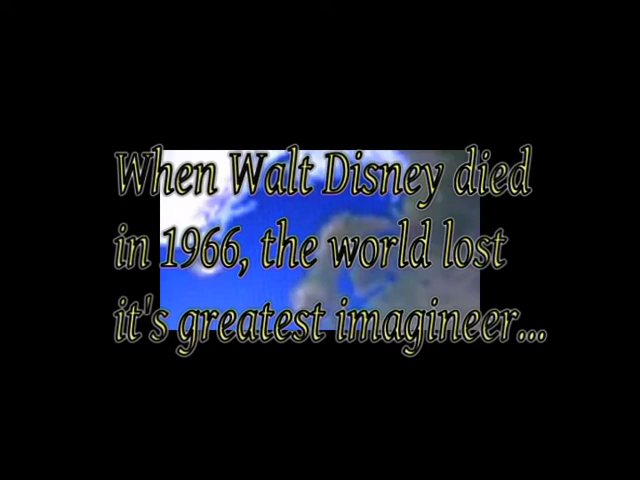 When Walt Disney died
in 1966, the world lost
it's greatest imagineer...